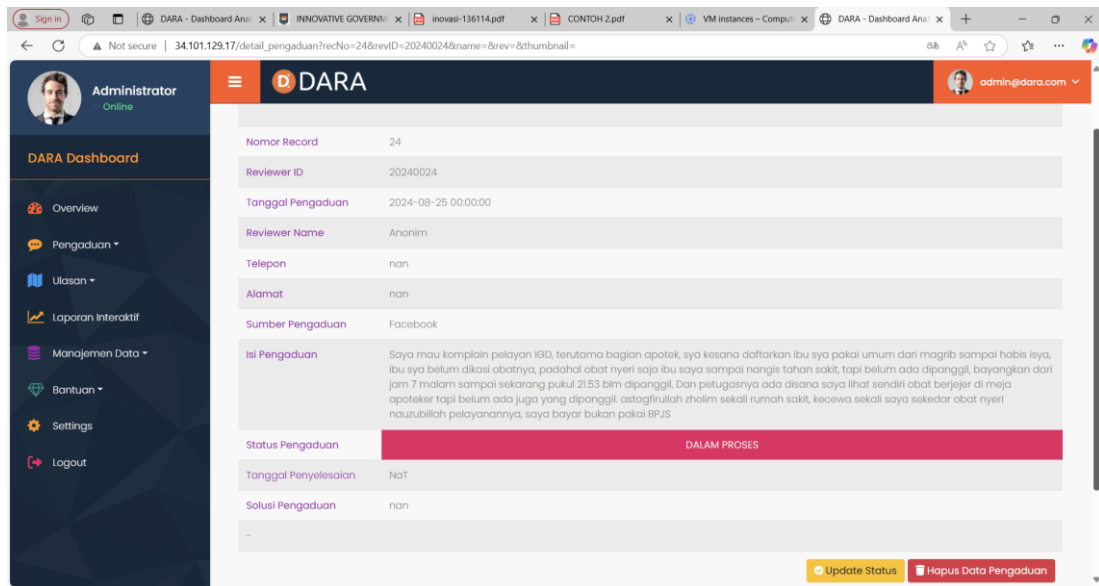 Sign in
DARA - Dashboard Anal
INNOVATIVE GOVERNM
inovasi-136114.pdf
CONTOH 2.pdf
VM instances – Compute
DARA - Dashboard Anal
Not secure
34.101.129.17/detail_pengaduan?recNo=24&revID=20240024&name=&rev=&thumbnail=
Administrator
Online
DARA
admin@dara.com
DARA Dashboard
Overview
Pengaduan
Ulasan
Laporan Interaktif
Manajemen Data
Bantuan
Settings
Logout
Nomor Record 24
Reviewer ID 20240024
Tanggal Pengaduan 2024-08-25 00:00:00
Reviewer Name Anonim
Telepon nan
Alamat nan
Sumber Pengaduan Facebook
Isi Pengaduan Saya mau komplain pelayan IGD, terutama bagian apotek, sya kesana daftarkan ibu sya pakai umum dari magrib sampai habis isya,
ibu sya belum dikasi obatnya, padahal obat nyeri saja ibu saya sampai nangis tahan sakit, tapi belum ada dipanggil, bayangkan dari
jam 7 malam sampai sekarang pukul 21.53 blm dipanggil. Dan petugasnya ada disana saya lihat sendiri obat berjejer di meja
apoteker tapi belum ada juga yang dipanggil. astagfirullah zholim sekali rumah sakit, kecewa sekali saya sekedar obat nyeri
nauzubillah pelayanannya, saya bayar bukan pakai BPJS
Status Pengaduan DALAM PROSES
Tanggal Penyelesaian NaT
Solusi Pengaduan nan
-
Update Status
Hapus Data Pengaduan